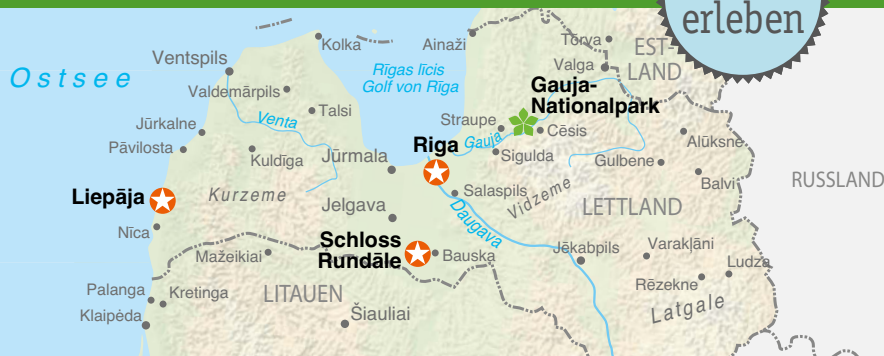 erleben
Kolka
Ainaži
Tõrva
EST-
LAND
Ventspils
Valga
Ostsee
Rīgas līcis
Golf von Rīga
Gauja-
Nationalpark
Valdemārpils
Talsi
Venta
Straupe
Cēsis
Jūrkalne
Gauja
Alūksne
Pāvilosta
Kuldīga
Jūrmala
Riga
Sigulda
Gulbene
Balvi
RUSSLAND
Liepāja
Kurzeme
Salaspils
Vidzeme
LETTLAND
Jelgava
Daugava
Nīca
Schloss
Rundāle
Mažeikiai
Bauska
Jēkabpils
Varakļāni
Ludza
Palanga
Kretinga
LITAUEN
Rēzekne
Latgale
Klaipėda
Šiauliai